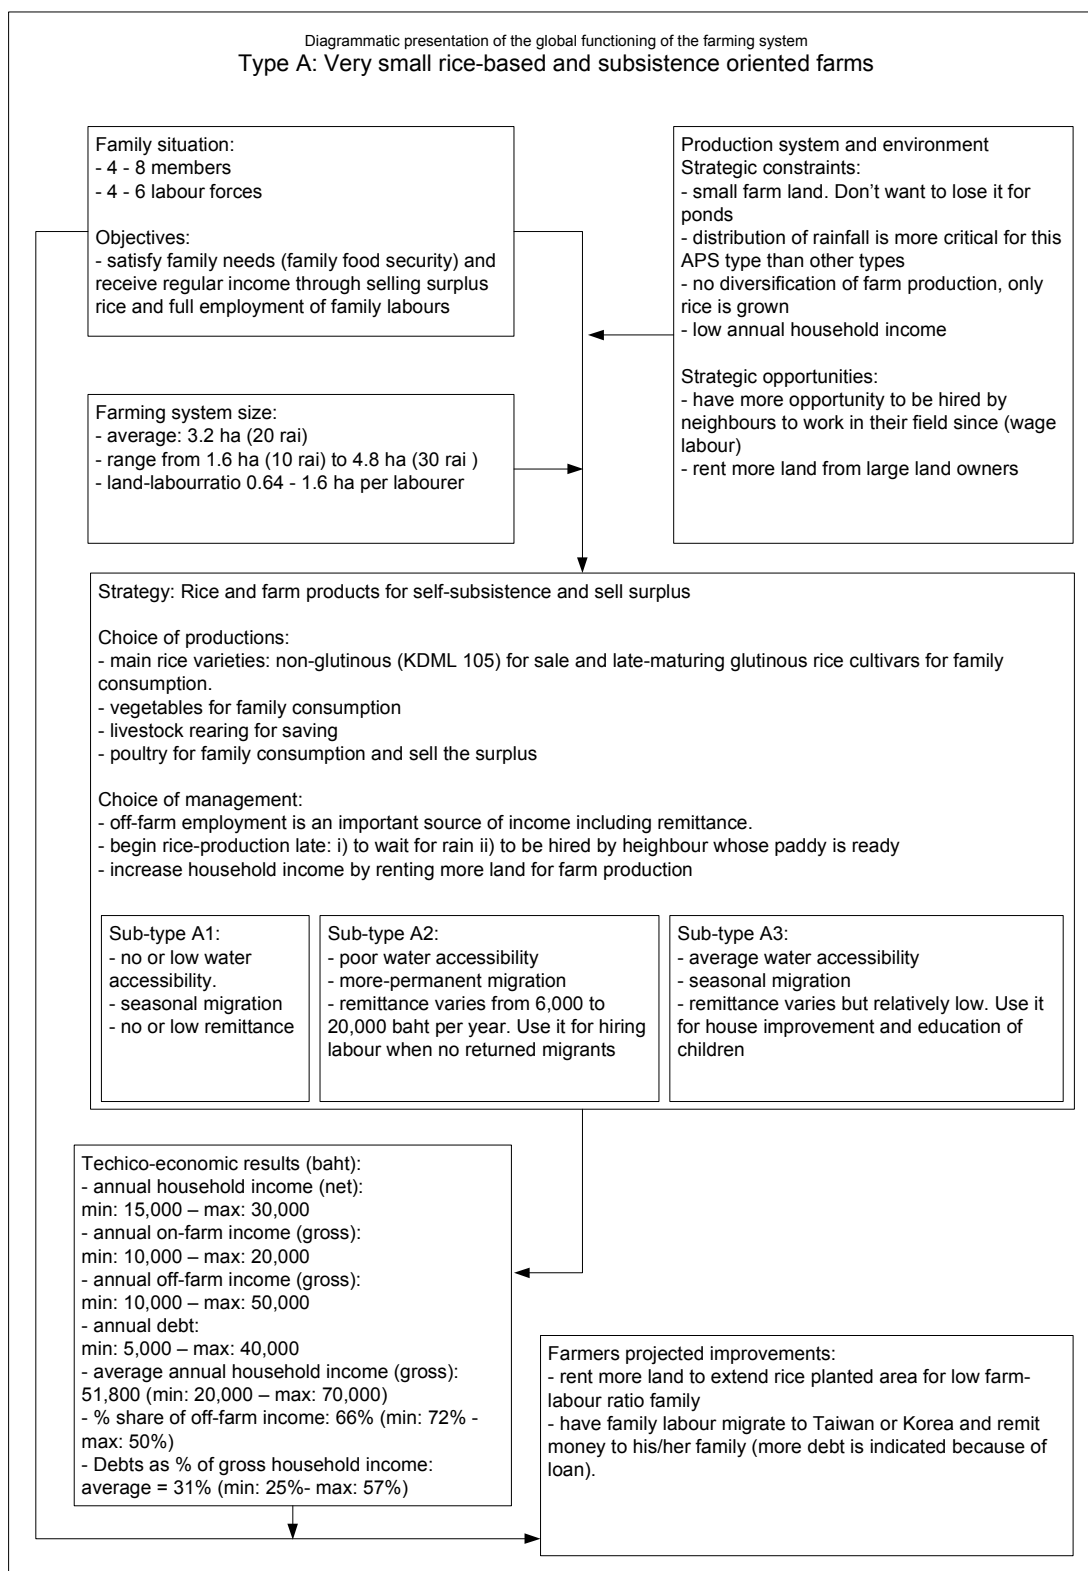 Diagrammatic presentation of the global functioning of the farming system
Type A: Very small rice-based and subsistence oriented farms
Family situation:
- 4 - 8 members
- 4 - 6 labour forces
Objectives:
- satisfy family needs (family food security) and
receive regular income through selling surplus
rice and full employment of family labours
Production system and environment
Strategic constraints:
- small farm land. Don't want to lose it for
ponds
- distribution of rainfall is more critical for this
APS type than other types
- no diversification of farm production, only
rice is grown
- low annual household income
Strategic opportunities:
- have more opportunity to be hired by
neighbours to work in their field since (wage
labour)
- rent more land from large land owners
Farming system size:
- average: 3.2 ha (20 rai)
- range from 1.6 ha (10 rai) to 4.8 ha (30 rai )
- land-labourratio 0.64 - 1.6 ha per labourer
Strategy: Rice and farm products for self-subsistence and sell surplus
Choice of productions:
- main rice varieties: non-glutinous (KDML 105) for sale and late-maturing glutinous rice cultivars for family
consumption.
- vegetables for family consumption
- livestock rearing for saving
- poultry for family consumption and sell the surplus
Choice of management:
- off-farm employment is an important source of income including remittance.
- begin rice-production late: i) to wait for rain ii) to be hired by heighbour whose paddy is ready
- increase household income by renting more land for farm production
Sub-type A1:
- no or low water
accessibility.
- seasonal migration
- no or low remittance
Sub-type A2:
- poor water accessibility
- more-permanent migration
- remittance varies from 6,000 to
20,000 baht per year. Use it for hiring
labour when no returned migrants
Sub-type A3:
- average water accessibility
- seasonal migration
- remittance varies but relatively low. Use it
for house improvement and education of
children
Techico-economic results (baht):
- annual household income (net):
min: 15,000 – max: 30,000
- annual on-farm income (gross):
min: 10,000 – max: 20,000
- annual off-farm income (gross):
min: 10,000 – max: 50,000
- annual debt:
min: 5,000 – max: 40,000
- average annual household income (gross):
51,800 (min: 20,000 – max: 70,000)
- % share of off-farm income: 66% (min: 72% -
max: 50%)
- Debts as % of gross household income:
average = 31% (min: 25%- max: 57%)
Farmers projected improvements:
- rent more land to extend rice planted area for low farm-
labour ratio family
- have family labour migrate to Taiwan or Korea and remit
money to his/her family (more debt is indicated because of
loan).